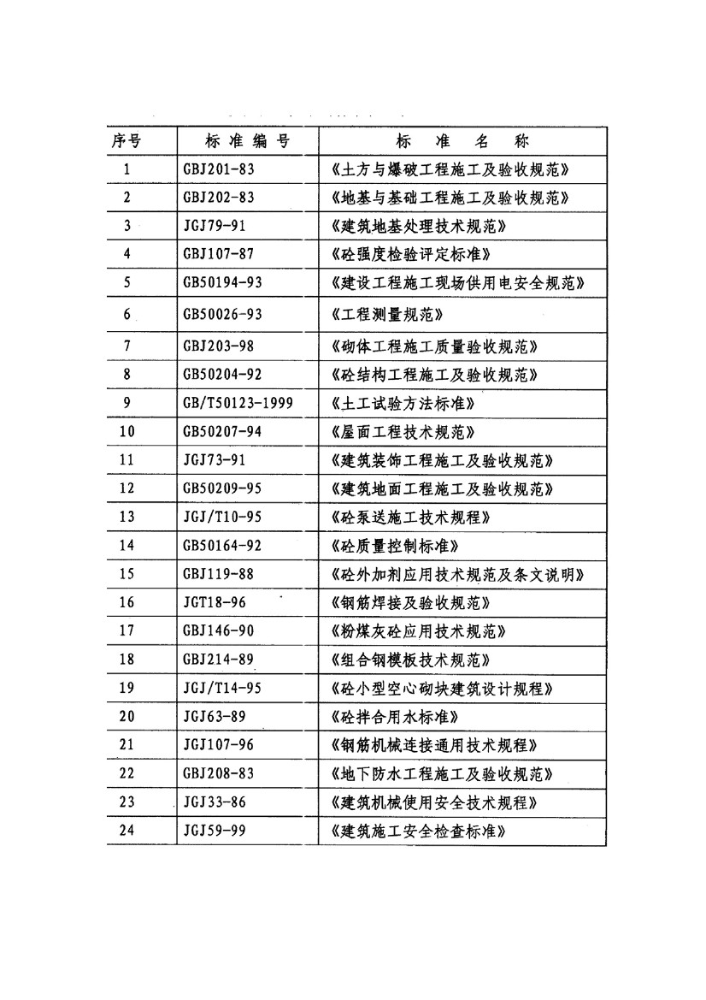 序号 标准编号 标准名称
1 GBJ201-83 《土方与爆破工程施工及验收规范》
2 GBJ202-83 《地基与基础工程施工及验收规范》
3 JGJ79-91 《建筑地基处理技术规范》
4 GBJ107-87 《砼强度检验评定标准》
5 GB50194-93 《建设工程施工现场供用电安全规范》
6 GB50026-93 《工程测量规范》
7 GBJ203-98 《砌体工程施工质量验收规范》
8 GB50204-92 《砼结构工程施工及验收规范》
9 GB/T50123-1999 《土工试验方法标准》
10 GB50207-94 《屋面工程技术规范》
11 JGJ73-91 《建筑装饰工程施工及验收规范》
12 GB50209-95 《建筑地面工程施工及验收规范》
13 JGJ/T10-95 《砼泵送施工技术规程》
14 GB50164-92 《砼质量控制标准》
15 GBJ119-88 《砼外加剂应用技术规范及条文说明》
16 JGT18-96 《钢筋焊接及验收规范》
17 GBJ146-90 《粉煤灰砼应用技术规范》
18 GBJ214-89 《组合钢模板技术规范》
19 JGJ/T14-95 《砼小型空心砌块建筑设计规程》
20 JGJ63-89 《砼拌合用水标准》
21 JGJ107-96 《钢筋机械连接通用技术规程》
22 GBJ208-83 《地下防水工程施工及验收规范》
23 JGJ33-86 《建筑机械使用安全技术规程》
24 JGJ59-99 《建筑施工安全检查标准》